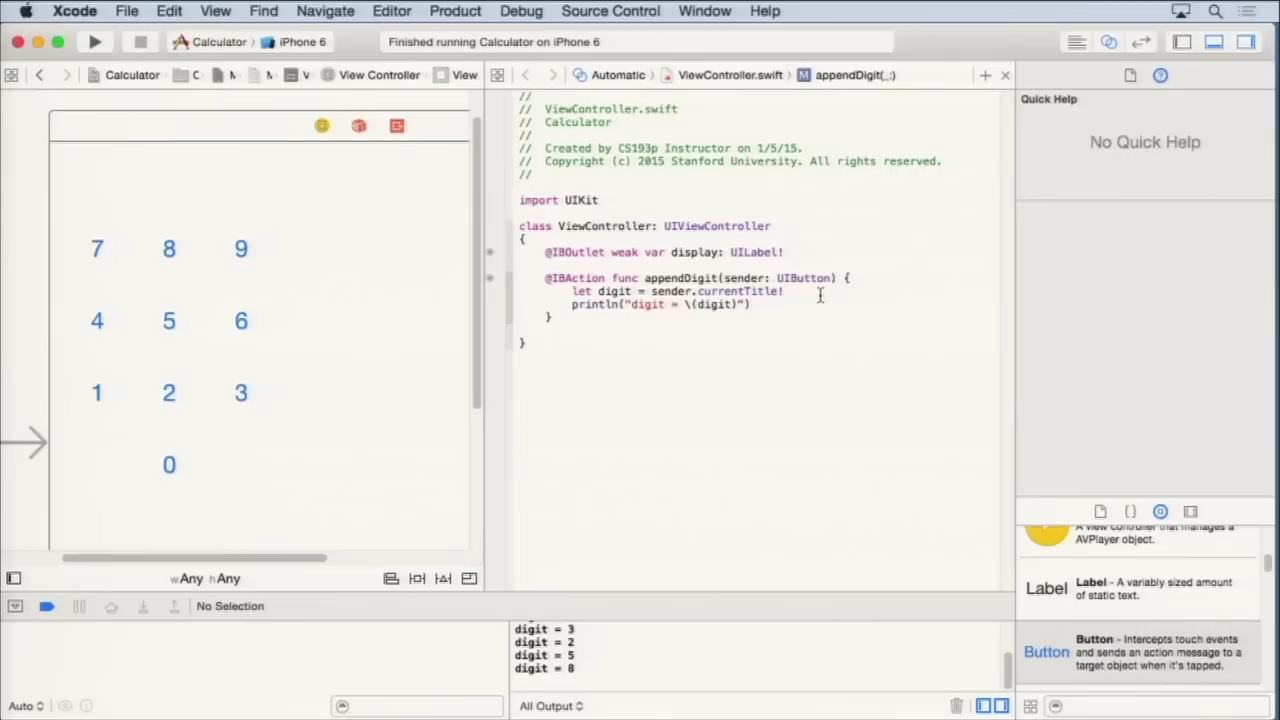 Xcode File Edit View Find Navigate Editor Product Debug Source Control Window Help
Calculator iPhone 6 Finished running Calculator on iPhone 6
Calculator C M M V View Controller View
Automatic ViewController.swift M appendDigit(_:)
Quick Help
No Quick Help
7 8 9
4 5 6
1 2 3
0
//
// ViewController.swift
// Calculator
//
// Created by CS193p Instructor on 1/5/15.
// Copyright (c) 2015 Stanford University. All rights reserved.
//
import UIKit
class ViewController: UIViewController
{
@IBOutlet weak var display: UILabel!
@IBAction func appendDigit(sender: UIButton) {
let digit = sender.currentTitle!
println("digit = \(digit)")
}
}
wAny hAny
No Selection
digit = 3
digit = 2
digit = 5
digit = 8
Auto
All Output
A view controller that manages a
AVPlayer object.
Label Label - A variably sized amount
of static text.
Button Button - Intercepts touch events
and sends an action message to a
target object when it's tapped.